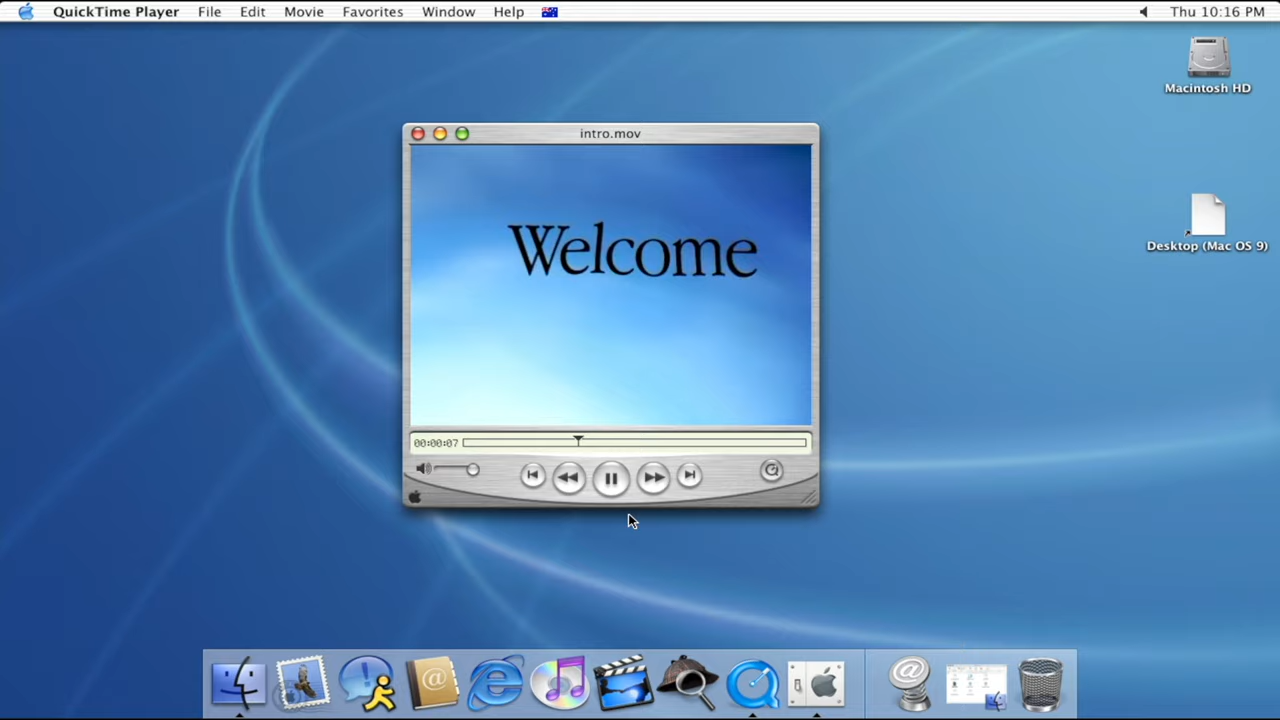 QuickTime Player File Edit Movie Favorites Window Help Thu 10:16 PM
Macintosh HD
intro.mov
Welcome
Desktop (Mac OS 9)
00:00:07